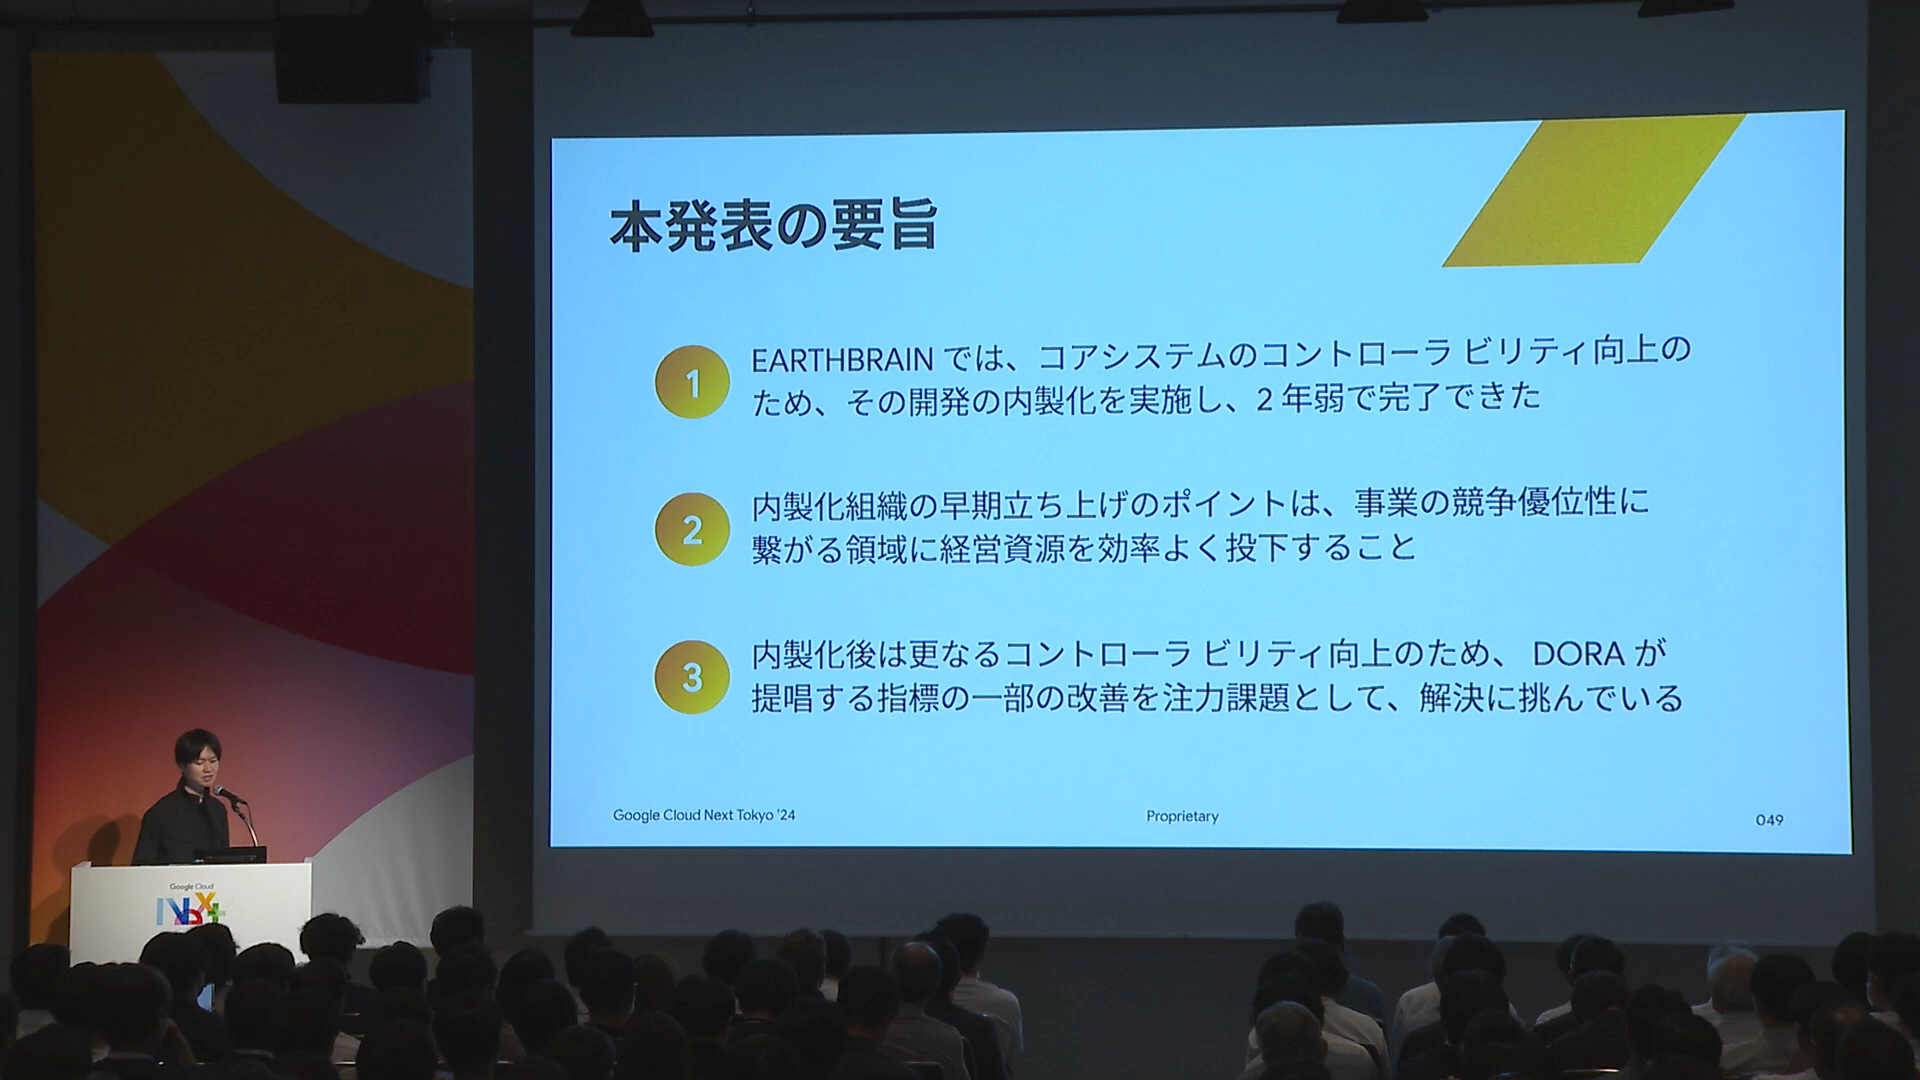 本発表の要旨
1
EARTHBRAIN では、コアシステムのコントローラ ビリティ向上の
ため、その開発の内製化を実施し、2 年弱で完了できた
2
内製化組織の早期立ち上げのポイントは、事業の競争優位性に
繋がる領域に経営資源を効率よく投下すること
3
内製化後は更なるコントローラ ビリティ向上のため、 DORA が
提唱する指標の一部の改善を注力課題として、解決に挑んでいる
Google Cloud Next Tokyo '24
Proprietary
049
Google Cloud
Next